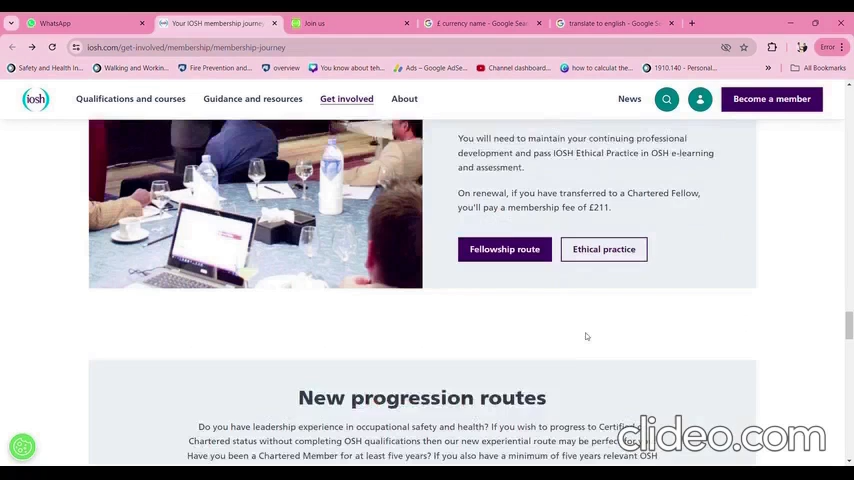 WhatsApp
Your IOSH membership journey
Join us
£ currency name - Google Sea
translate to english - Google Se
iosh.com/get-involved/membership/membership-journey
Error
Safety and Health In...
Walking and Workin...
Fire Prevention and...
overview
You know about teh...
Ads – Google AdSe...
Channel dashboard...
how to calculat the...
1910.140 - Personal...
All Bookmarks
iosh
Qualifications and courses
Guidance and resources
Get involved
About
News
Become a member
You will need to maintain your continuing professional
development and pass IOSH Ethical Practice in OSH e-learning
and assessment.
On renewal, if you have transferred to a Chartered Fellow,
you'll pay a membership fee of £211.
Fellowship route
Ethical practice
New progression routes
Do you have leadership experience in occupational safety and health? If you wish to progress to Certified
Chartered status without completing OSH qualifications then our new experiential route may be perfect for
Have you been a Chartered Member for at least five years? If you also have a minimum of five years relevant OSH
clideo.com